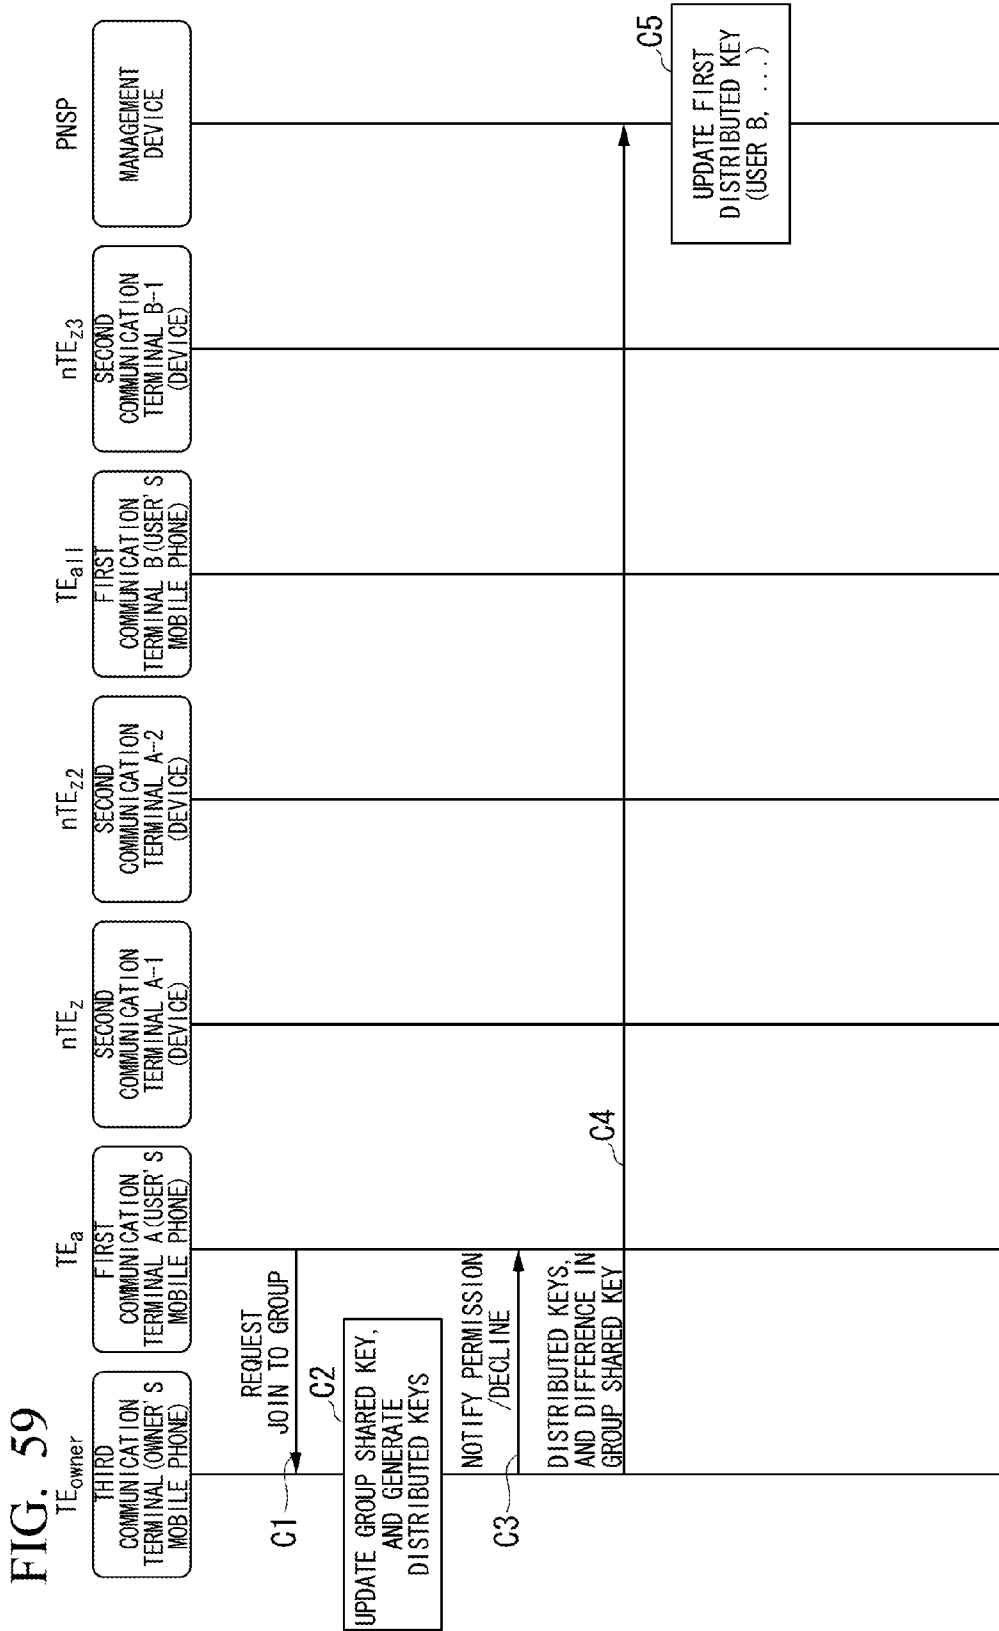 FIG. 59
TEowner
THIRD
COMMUNICATION
TERMINAL(OWNER'S
MOBILE PHONE)
TEa
FIRST
COMMUNICATION
TERMINAL A(USER'S
MOBILE PHONE)
nTEz
SECOND
COMMUNICATION
TERMINAL A-1
(DEVICE)
nTEz2
SECOND
COMMUNICATION
TERMINAL A-2
(DEVICE)
TEall
FIRST
COMMUNICATION
TERMINAL B(USER'S
MOBILE PHONE)
nTEz3
SECOND
COMMUNICATION
TERMINAL B-1
(DEVICE)
PNSP
MANAGEMENT
DEVICE
REQUEST
JOIN TO GROUP
C1
C2
UPDATE GROUP SHARED KEY,
AND GENERATE
DISTRIBUTED KEYS
NOTIFY PERMISSION
/DECLINE
C3
DISTRIBUTED KEYS,
AND DIFFERENCE IN
GROUP SHARED KEY
C4
C5
UPDATE FIRST
DISTRIBUTED KEY
(USER B, ...)